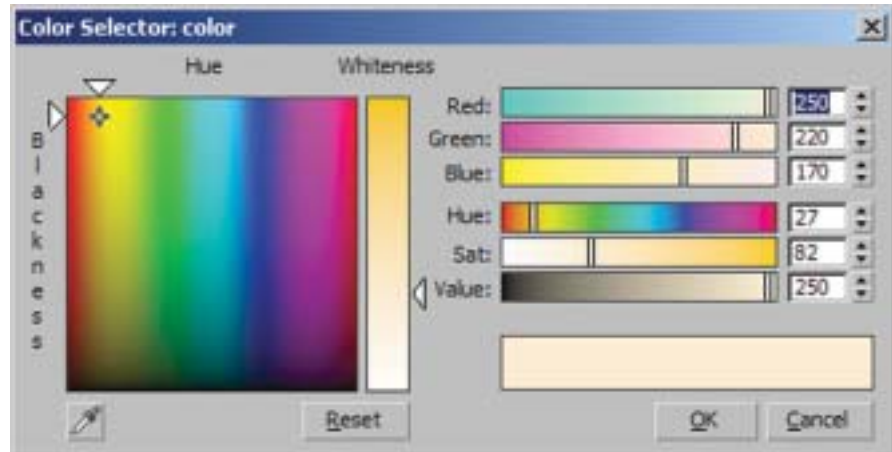 Color Selector: color
Hue
Whiteness
Blackness
Red: 250
Green: 220
Blue: 170
Hue: 27
Sat: 82
Value: 250
Reset
OK
Cancel